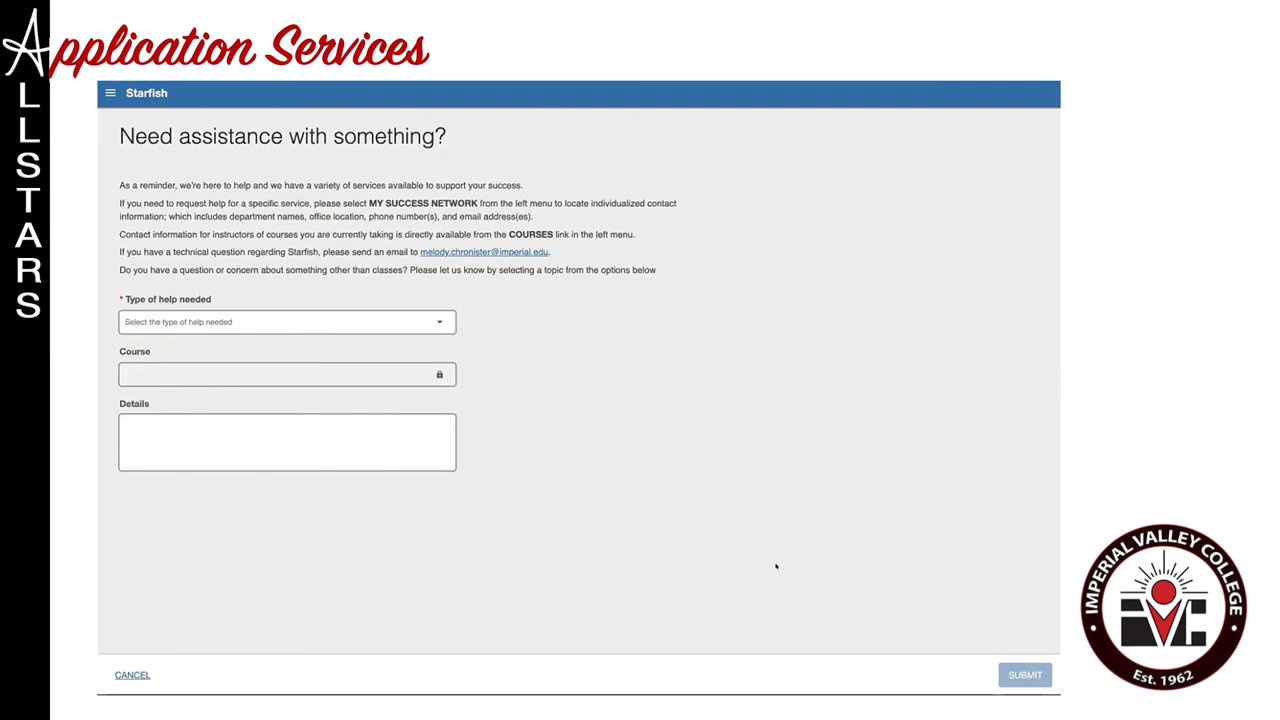 Application Services
ALLSTARS
Starfish
Need assistance with something?
As a reminder, we're here to help and we have a variety of services available to support your success.
If you need to request help for a specific service, please select MY SUCCESS NETWORK from the left menu to locate individualized contact
information; which includes department names, office location, phone number(s), and email address(es).
Contact information for instructors of courses you are currently taking is directly available from the COURSES link in the left menu.
If you have a technical question regarding Starfish, please send an email to melody.chronister@imperial.edu.
Do you have a question or concern about something other than classes? Please let us know by selecting a topic from the options below
* Type of help needed
Select the type of help needed
Course
Details
CANCEL
SUBMIT
IMPERIAL VALLEY COLLEGE
IVC
Est. 1962